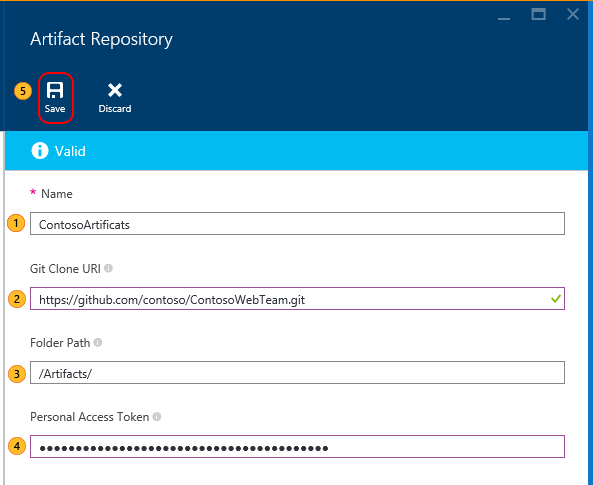 Artifact Repository
5
Save
Discard
Valid
* Name
1
ContosoArtificats
Git Clone URI
2
https://github.com/contoso/ContosoWebTeam.git
Folder Path
3
/Artifacts/
Personal Access Token
4
●●●●●●●●●●●●●●●●●●●●●●●●●●●●●●●●●●●●●●●●